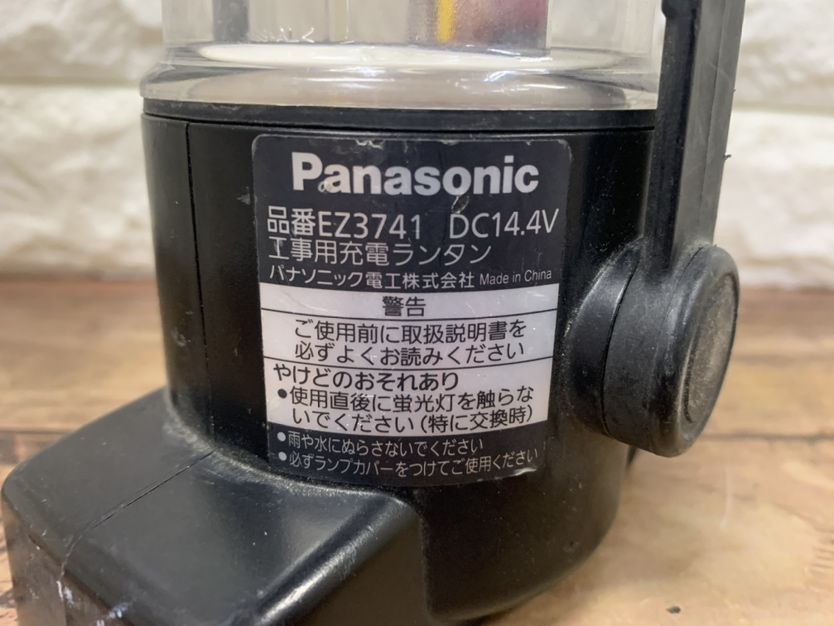 Panasonic
品番EZ3741 DC14.4V
工事用充電ランタン
パナソニック電工株式会社 Made in China
警告
ご使用前に取扱説明書を
必ずよくお読みください
やけどのおそれあり
●使用直後に蛍光灯を触らな
いでください(特に交換時)
●雨や水にぬらさないでください
●必ずランプカバーをつけてご使用ください